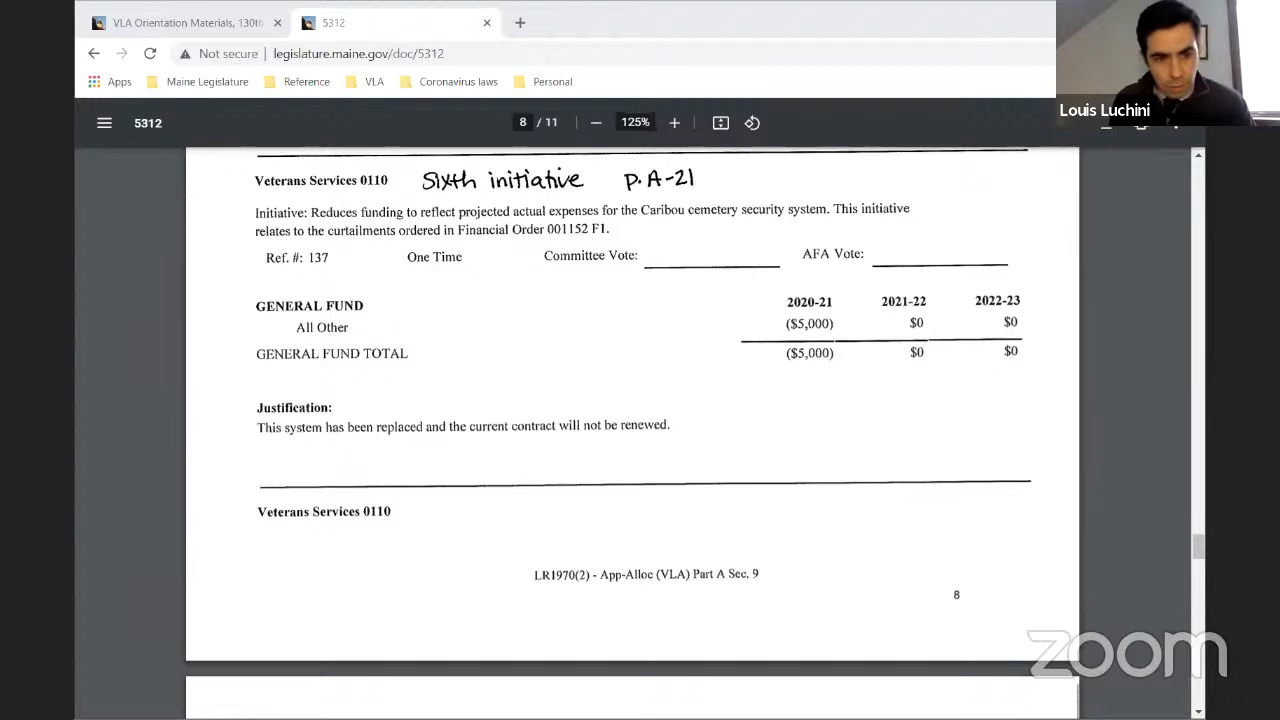 VLA Orientation Materials, 130th
5312
Not secure | legislature.maine.gov/doc/5312
Apps Maine Legislature Reference VLA Coronavirus laws Personal
Louis Luchini
5312 8 / 11 125%
Veterans Services 0110 Sixth initiative p. A-21
Initiative: Reduces funding to reflect projected actual expenses for the Caribou cemetery security system. This initiative
relates to the curtailments ordered in Financial Order 001152 F1.
Ref. #: 137 One Time Committee Vote: AFA Vote:
GENERAL FUND 2020-21 2021-22 2022-23
All Other ($5,000) $0 $0
GENERAL FUND TOTAL ($5,000) $0 $0
Justification:
This system has been replaced and the current contract will not be renewed.
Veterans Services 0110
LR1970(2) - App-Alloc (VLA) Part A Sec. 9
8
zoom